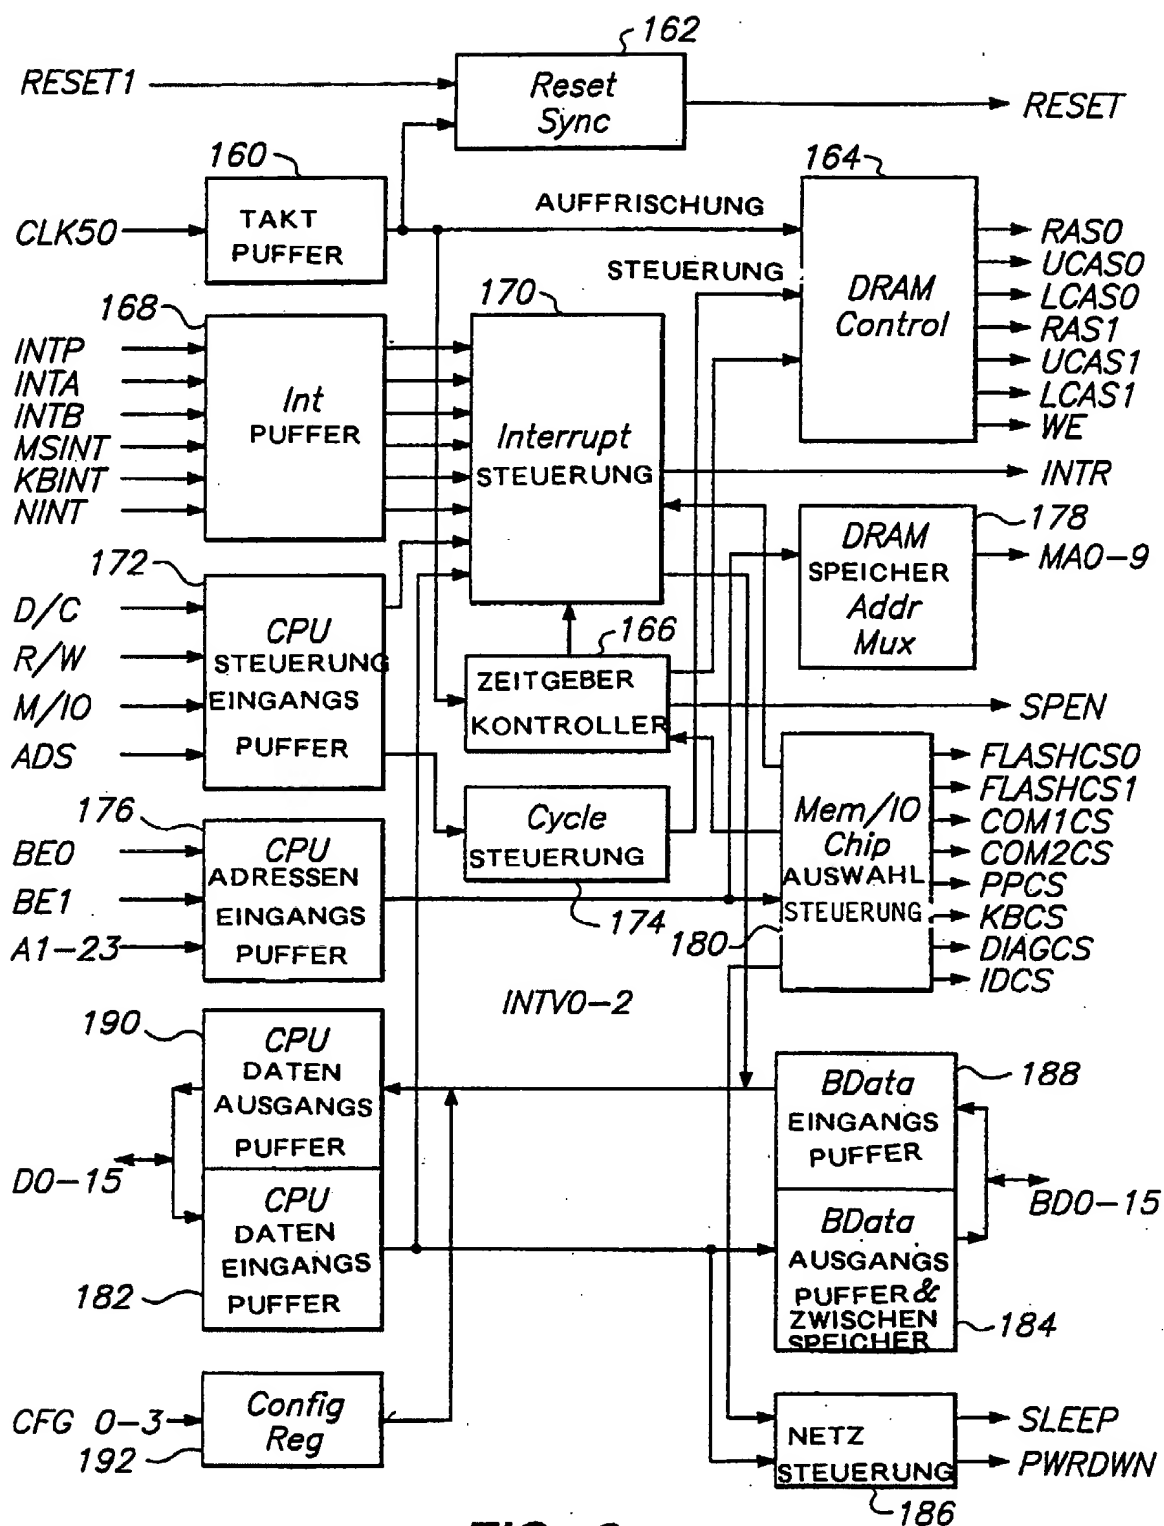 162
RESET1
Reset
Sync
RESET
160
164
CLK50
TAKT
PUFFER
AUFFRISCHUNG
STEUERUNG
DRAM
Control
RAS0
UCAS0
LCAS0
RAS1
UCAS1
LCAS1
WE
168
170
INTP
INTA
INTB
MSINT
KBINT
NINT
Int
PUFFER
Interrupt
STEUERUNG
INTR
178
DRAM
SPEICHER
Addr
Mux
MA0-9
172
D/C
R/W
M/IO
ADS
CPU
STEUERUNG
EINGANGS
PUFFER
166
ZEITGEBER
KONTROLLER
SPEN
176
BE0
BE1
A1-23
CPU
ADRESSEN
EINGANGS
PUFFER
Cycle
STEUERUNG
174
Mem/IO
Chip
AUSWAHL
STEUERUNG
180
FLASHCS0
FLASHCS1
COM1CS
COM2CS
PPCS
KBCS
DIAGCS
IDCS
INTV0-2
190
CPU
DATEN
AUSGANGS
PUFFER
D0-15
CPU
DATEN
EINGANGS
PUFFER
182
BData
EINGANGS
PUFFER
188
BD0-15
BData
AUSGANGS
PUFFER &
ZWISCHEN
SPEICHER
184
CFG 0-3
192
Config
Reg
NETZ
STEUERUNG
SLEEP
PWRDWN
186